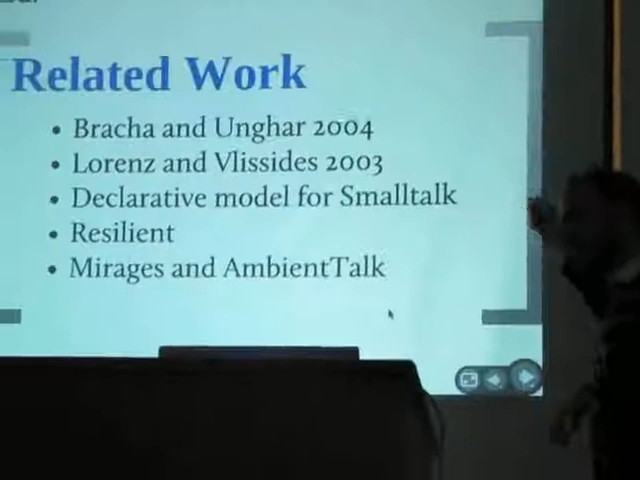 Related Work
• Bracha and Unghar 2004
• Lorenz and Vlissides 2003
• Declarative model for Smalltalk
• Resilient
• Mirages and AmbientTalk